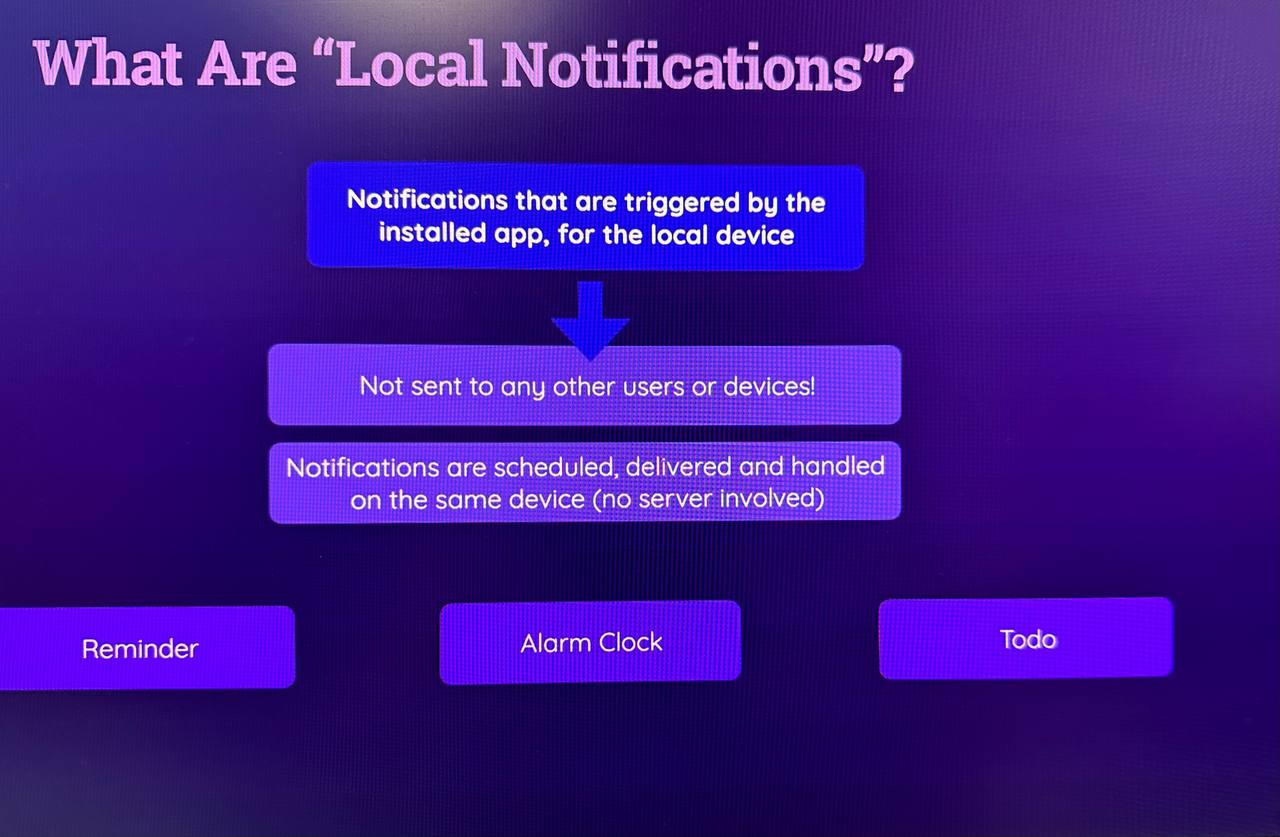 What Are “Local Notifications”?
Notifications that are triggered by the
installed app, for the local device
Not sent to any other users or devices!
Notifications are scheduled, delivered and handled
on the same device (no server involved)
Reminder
Alarm Clock
Todo